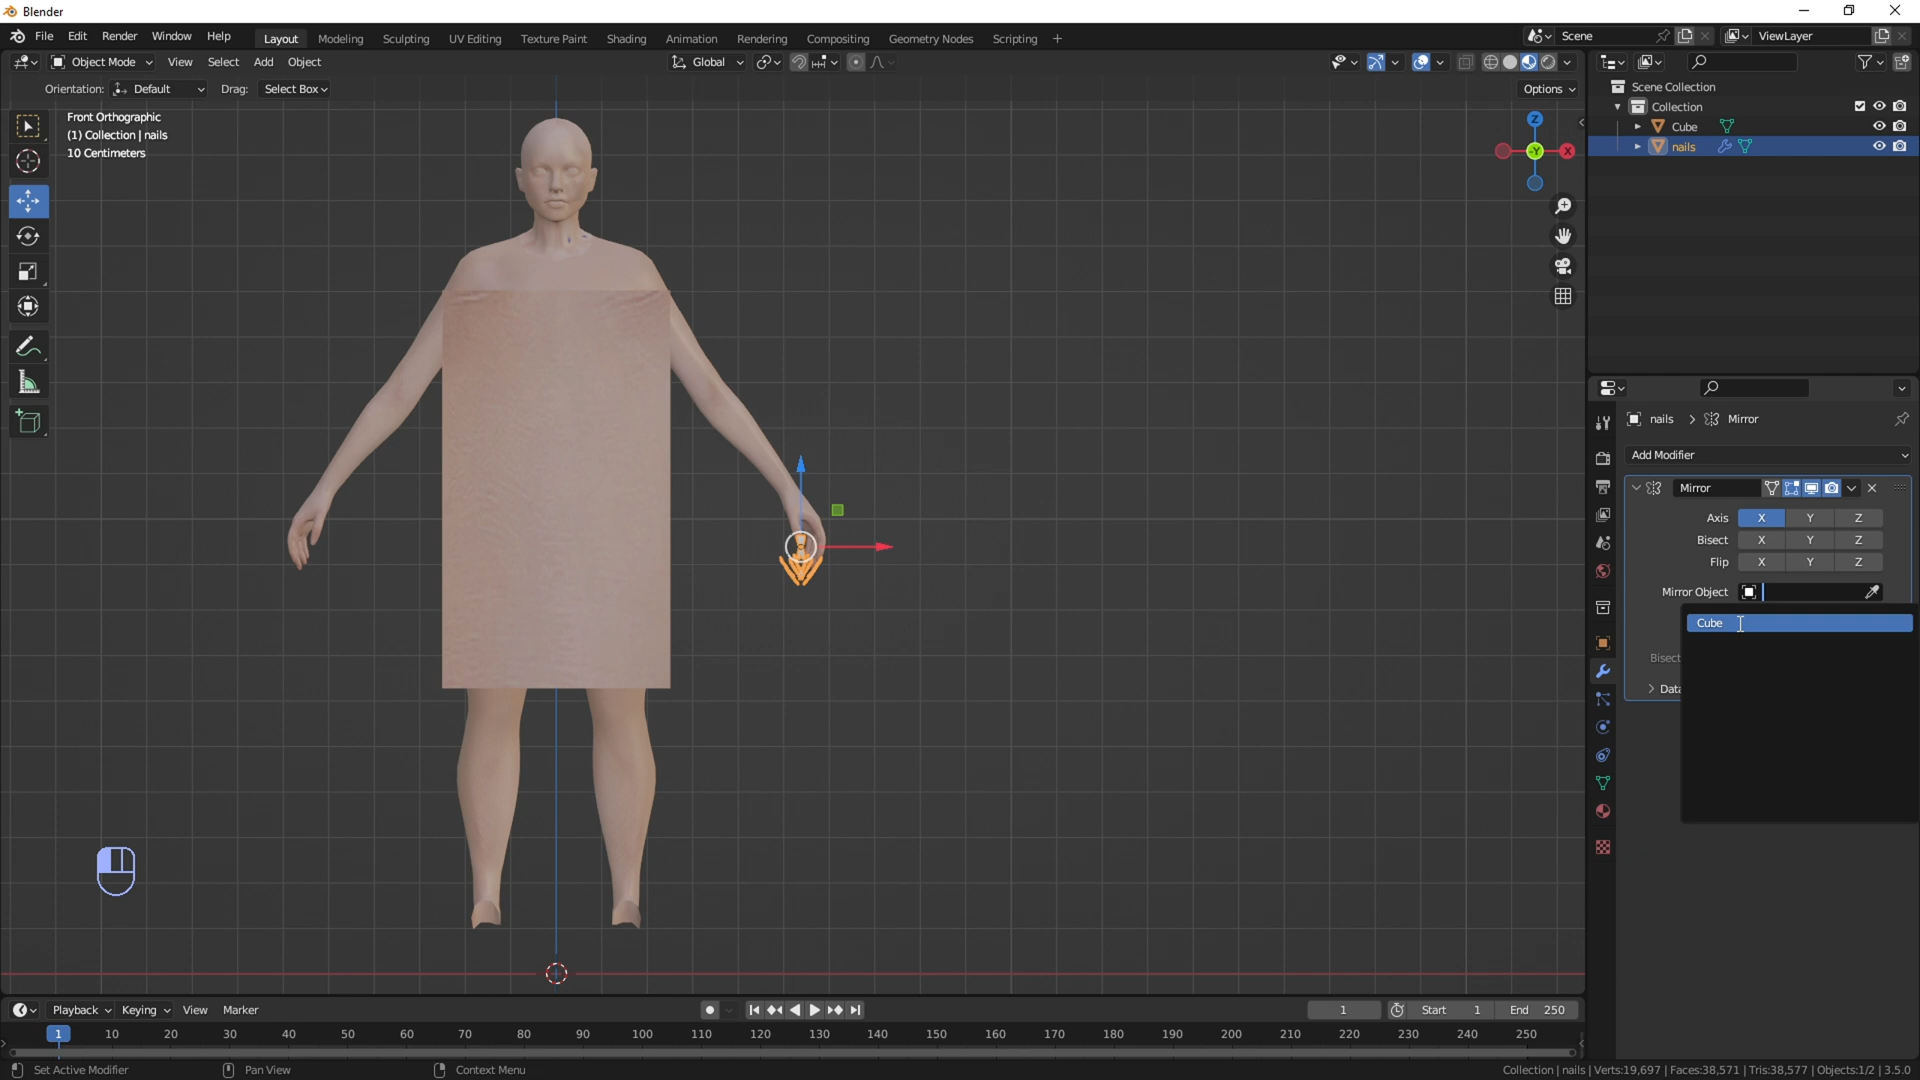 Blender
File Edit Render Window Help Layout Modeling Sculpting UV Editing Texture Paint Shading Animation Rendering Compositing Geometry Nodes Scripting + Scene ViewLayer
Object Mode View Select Add Object Global
Orientation: Default Drag: Select Box Options
Front Orthographic
(1) Collection | nails
10 Centimeters
Z
-Y
X
Scene Collection
Collection
Cube
nails
nails > Mirror
Add Modifier
Mirror
Axis X Y Z
Bisect X Y Z
Flip X Y Z
Mirror Object
Cube
Bisect
Data
Playback Keying View Marker 1 Start 1 End 250
1 10 20 30 40 50 60 70 80 90 100 110 120 130 140 150 160 170 180 190 200 210 220 230 240 250
Set Active Modifier Pan View Context Menu Collection | nails | Verts:19,697 | Faces:38,571 | Tris:38,577 | Objects:1/2 | 3.5.0